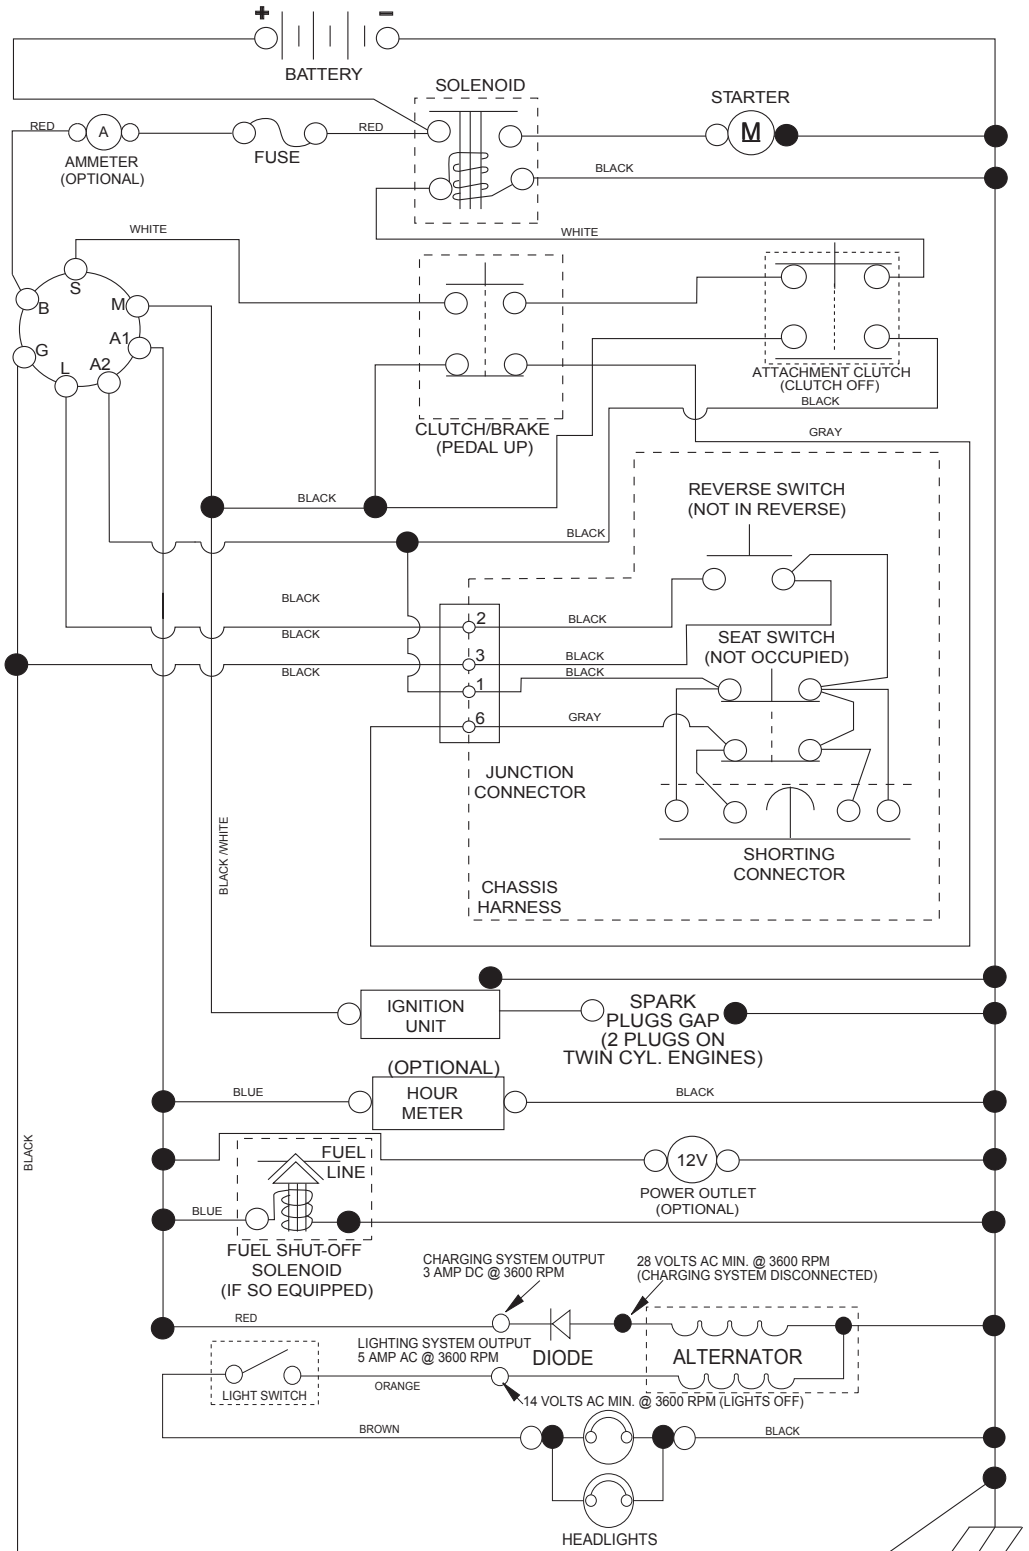 + –
BATTERY
SOLENOID
STARTER
RED
A
RED
M
AMMETER
(OPTIONAL)
FUSE
BLACK
WHITE
WHITE
S
B
M
G
A1
L
A2
ATTACHMENT CLUTCH
(CLUTCH OFF)
BLACK
CLUTCH/BRAKE
(PEDAL UP)
GRAY
REVERSE SWITCH
(NOT IN REVERSE)
BLACK
BLACK
BLACK
2
BLACK
BLACK
SEAT SWITCH
(NOT OCCUPIED)
3
BLACK
BLACK
BLACK
1
6
GRAY
JUNCTION
CONNECTOR
BLACK /WHITE
SHORTING
CONNECTOR
CHASSIS
HARNESS
IGNITION
UNIT
SPARK
PLUGS GAP
(2 PLUGS ON
TWIN CYL. ENGINES)
(OPTIONAL)
BLUE
HOUR
METER
BLACK
BLACK
FUEL
LINE
12V
POWER OUTLET
(OPTIONAL)
BLUE
FUEL SHUT-OFF
SOLENOID
(IF SO EQUIPPED)
CHARGING SYSTEM OUTPUT
3 AMP DC @ 3600 RPM
28 VOLTS AC MIN. @ 3600 RPM
(CHARGING SYSTEM DISCONNECTED)
RED
LIGHTING SYSTEM OUTPUT
5 AMP AC @ 3600 RPM
DIODE
ALTERNATOR
LIGHT SWITCH
ORANGE
14 VOLTS AC MIN. @ 3600 RPM (LIGHTS OFF)
BROWN
BLACK
HEADLIGHTS